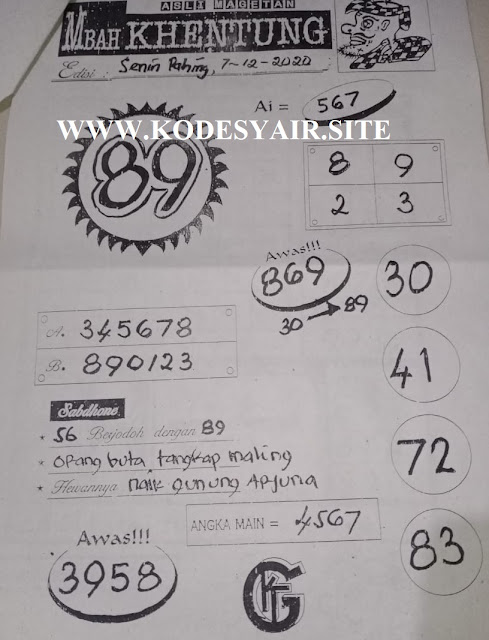 ASLI MAGETAN
MBAH KHENTUNG
Edisi : Senin Pahing, 7-12-2020
Ai = 567
WWW.KODESYAIR.SITE
89
8 9
2 3
Awas!!!
869
30 → 89
30
A. 345678
B. 890123
41
Sabdhone
* 56 Berjodoh dengan 89
* orang buta tangkap maling
* Hewannya naik gunung Arjuna
72
ANGKA MAIN = 4567
Awas!!!
3958
83